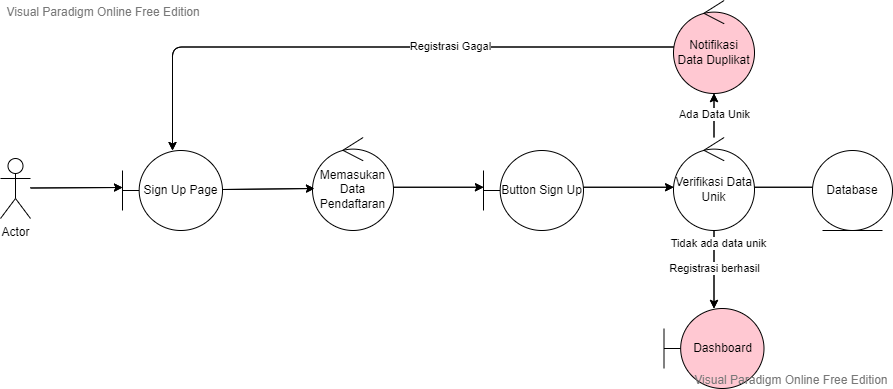 Visual Paradigm Online Free Edition
Notifikasi
Data Duplikat
Registrasi Gagal
Ada Data Unik
Actor
Sign Up Page
Memasukan
Data
Pendaftaran
Button Sign Up
Verifikasi Data
Unik
Database
Tidak ada data unik
Registrasi berhasil
Dashboard
Visual Paradigm Online Free Edition